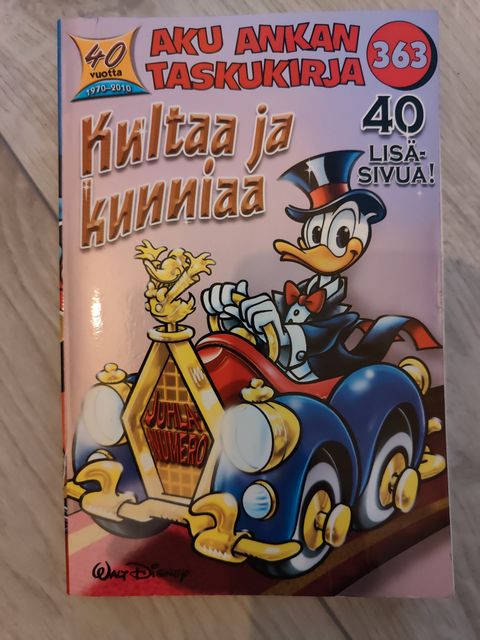 40
vuotta
1970-2010
AKU ANKAN
TASKUKIRJA
363
Kultaa ja
kunniaa
40
LISÄ-
SIVUA!
JUHLA-
NUMERO
WALT DISNEY